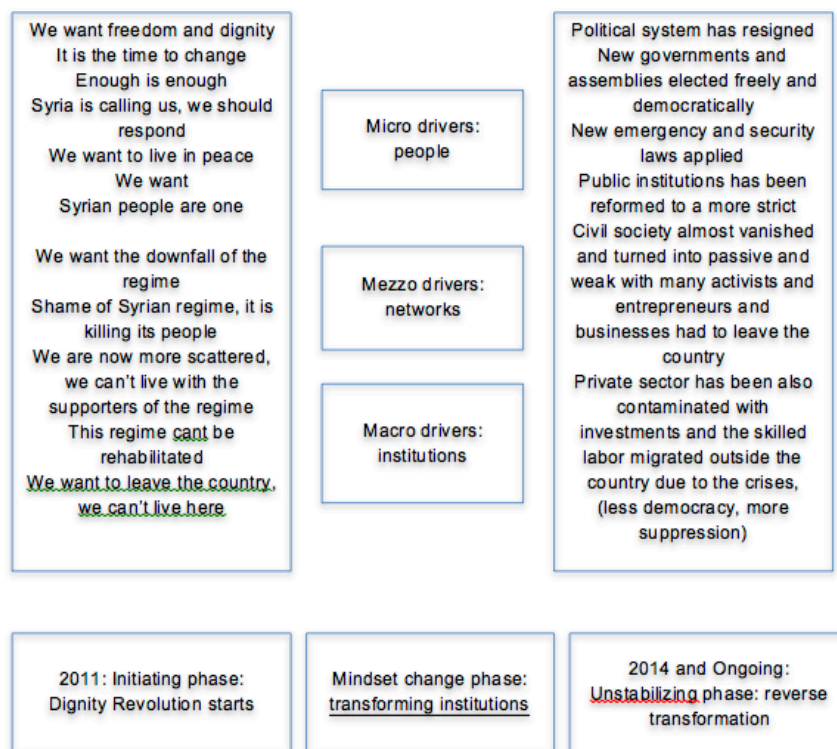 We want freedom and dignity
It is the time to change
Enough is enough
Syria is calling us, we should
respond
We want to live in peace
We want
Syrian people are one
We want the downfall of the
regime
Shame of Syrian regime, it is
killing its people
We are now more scattered,
we can't live with the
supporters of the regime
This regime cant be
rehabilitated
We want to leave the country,
we can't live here
Micro drivers:
people
Mezzo drivers:
networks
Macro drivers:
institutions
Political system has resigned
New governments and
assemblies elected freely and
democratically
New emergency and security
laws applied
Public institutions has been
reformed to a more strict
Civil society almost vanished
and turned into passive and
weak with many activists and
entrepreneurs and
businesses had to leave the
country
Private sector has been also
contaminated with
investments and the skilled
labor migrated outside the
country due to the crises,
(less democracy, more
suppression)
2011: Initiating phase:
Dignity Revolution starts
Mindset change phase:
transforming institutions
2014 and Ongoing:
Unstabilizing phase: reverse
transformation